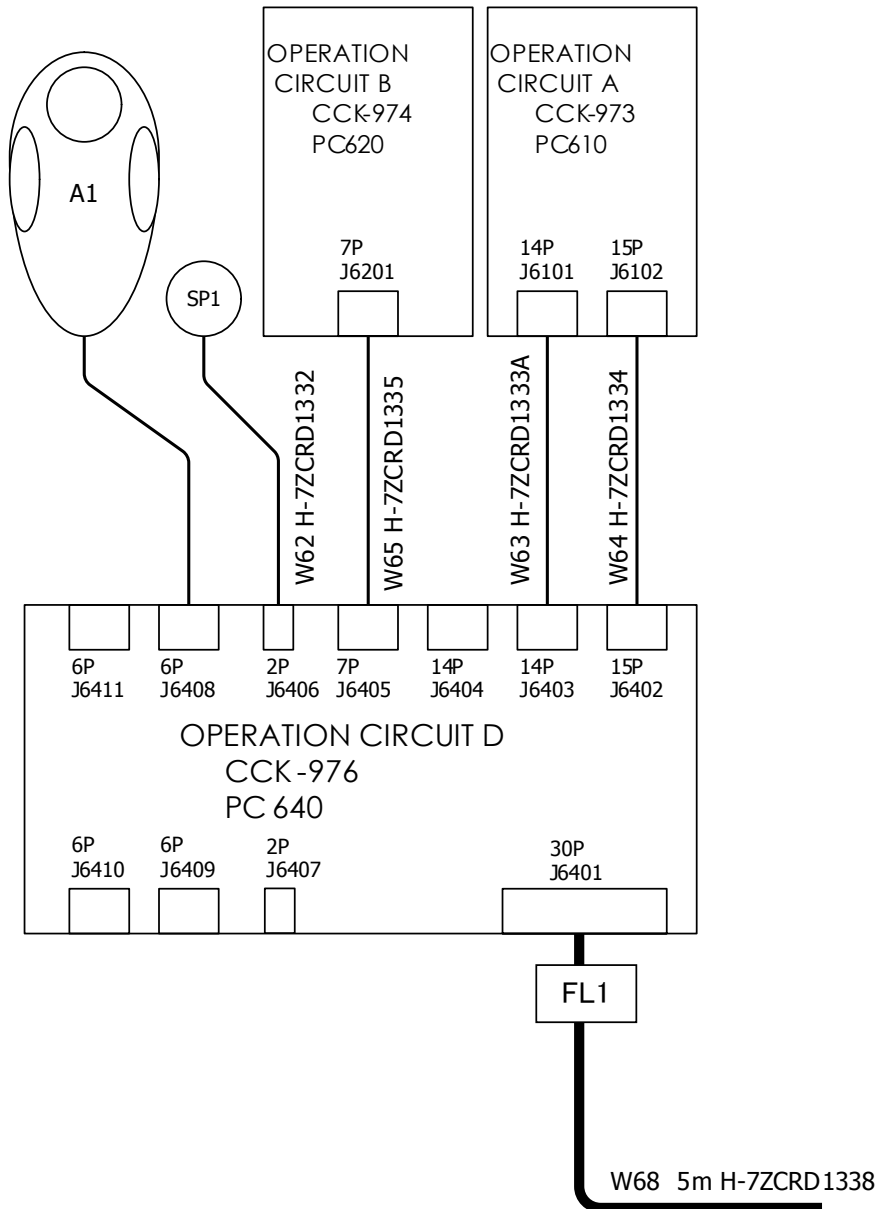 OPERATION
CIRCUIT B
CCK-974
PC620
OPERATION
CIRCUIT A
CCK-973
PC610
A1
SP1
7P
J6201
14P
J6101
15P
J6102
W62 H-7ZCRD1332
W65 H-7ZCRD1335
W63 H-7ZCRD1333A
W64 H-7ZCRD1334
6P
J6411
6P
J6408
2P
J6406
7P
J6405
14P
J6404
14P
J6403
15P
J6402
OPERATION CIRCUIT D
CCK-976
PC 640
6P
J6410
6P
J6409
2P
J6407
30P
J6401
FL1
W68 5m H-7ZCRD1338